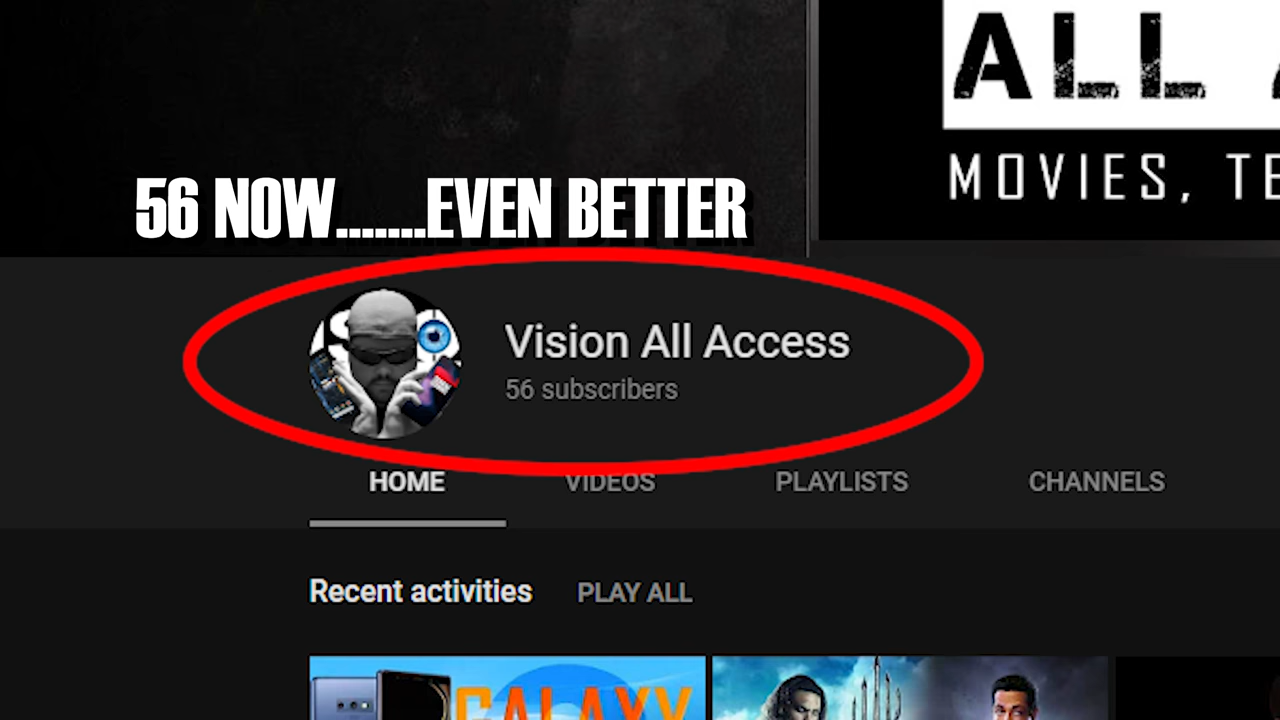 ALL
MOVIES,
56 NOW.......EVEN BETTER
Vision All Access
56 subscribers
HOME VIDEOS PLAYLISTS CHANNELS
Recent activities PLAY ALL
GALAXY